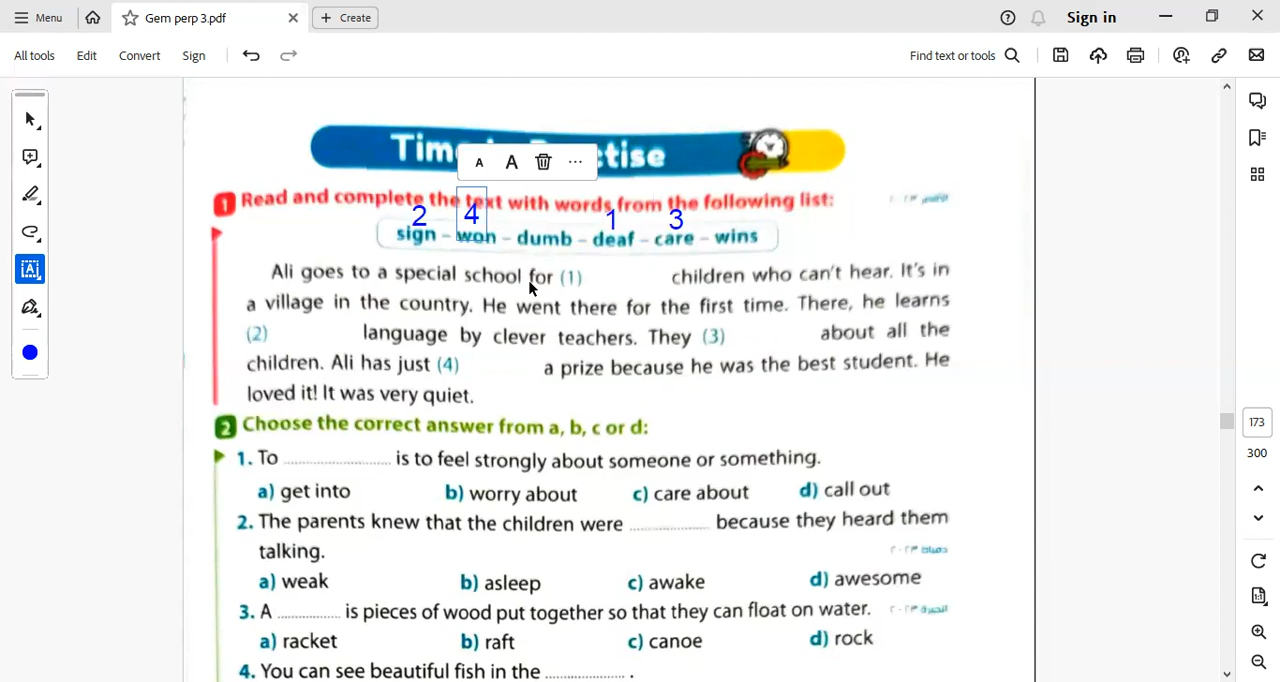 Menu
Gem perp 3.pdf
Create
Sign in
All tools Edit Convert Sign
Find text or tools
A A ...
1 Read and complete the text with words from the following list:
2 4 1 3
sign - won - dumb - deaf - care - wins
Ali goes to a special school for (1) children who can't hear. It's in
a village in the country. He went there for the first time. There, he learns
(2) language by clever teachers. They (3) about all the
children. Ali has just (4) a prize because he was the best student. He
loved it! It was very quiet.
2 Choose the correct answer from a, b, c or d:
1. To .............................. is to feel strongly about someone or something.
a) get into b) worry about c) care about d) call out
2. The parents knew that the children were .................... because they heard them
talking.
a) weak b) asleep c) awake d) awesome
3. A ................ is pieces of wood put together so that they can float on water.
a) racket b) raft c) canoe d) rock
4. You can see beautiful fish in the .................... .
173
300